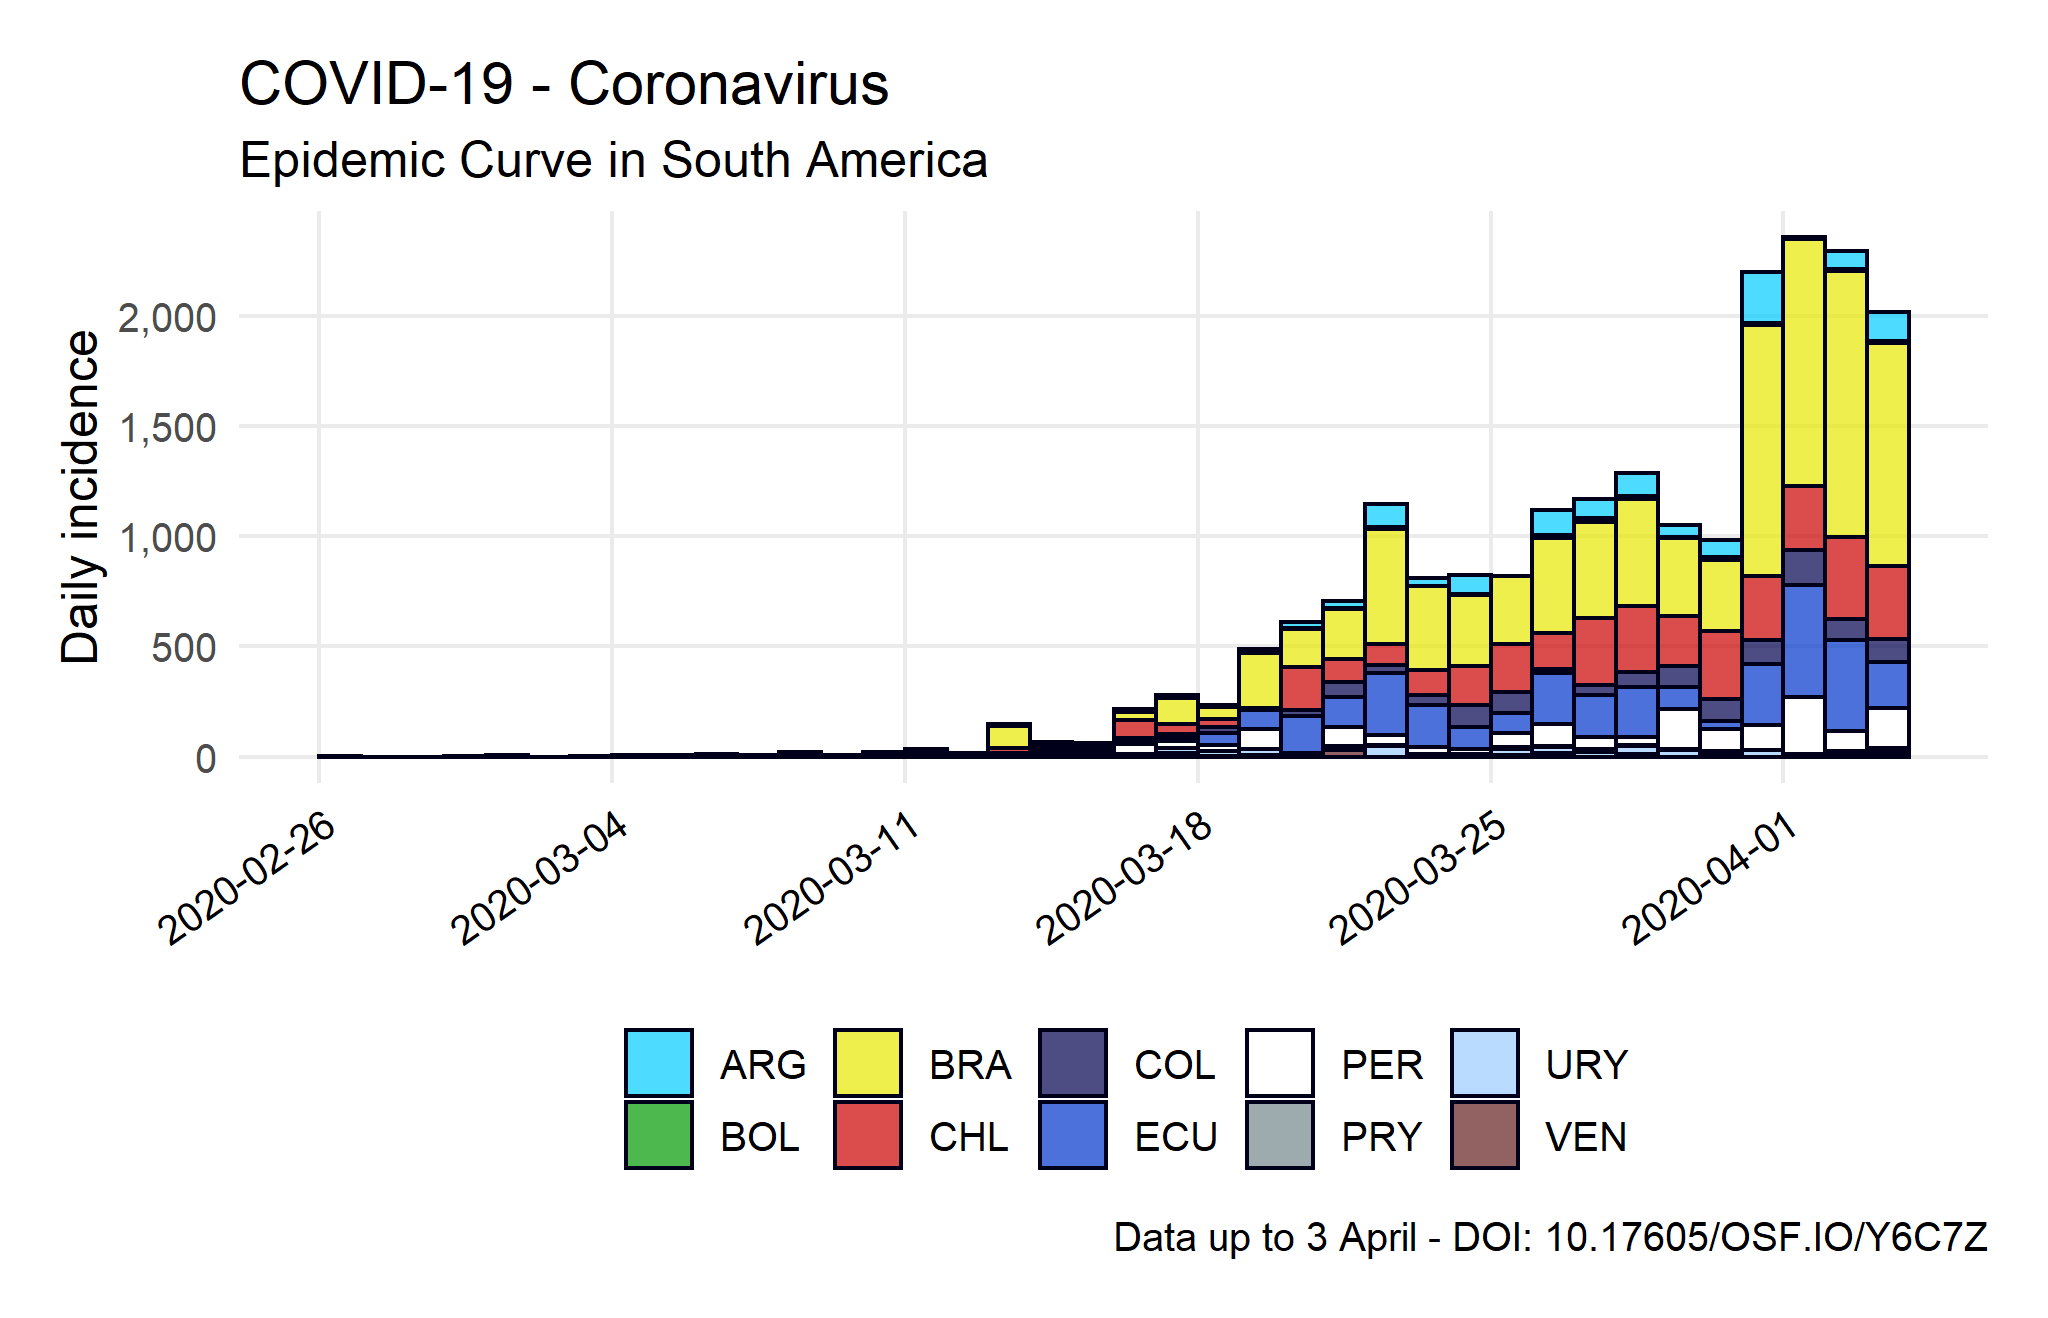 COVID-19 - Coronavirus
Epidemic Curve in South America
Daily incidence
2,000
1,500
1,000
500
0
2020-02-26
2020-03-04
2020-03-11
2020-03-18
2020-03-25
2020-04-01
ARG BRA COL PER URY
BOL CHL ECU PRY VEN
Data up to 3 April - DOI: 10.17605/OSF.IO/Y6C7Z